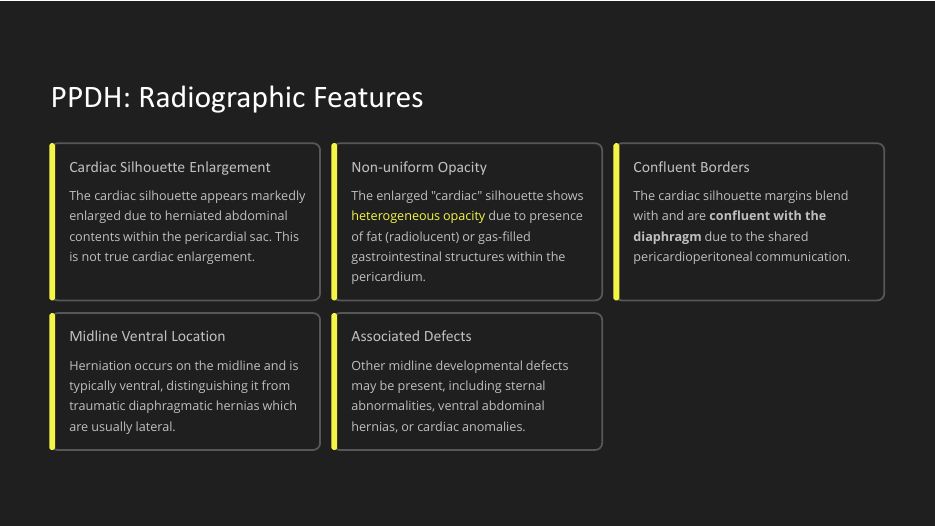 PPDH: Radiographic Features
Cardiac Silhouette Enlargement
The cardiac silhouette appears markedly
enlarged due to herniated abdominal
contents within the pericardial sac. This
is not true cardiac enlargement.
Non-uniform Opacity
The enlarged "cardiac" silhouette shows
heterogeneous opacity due to presence
of fat (radiolucent) or gas-filled
gastrointestinal structures within the
pericardium.
Confluent Borders
The cardiac silhouette margins blend
with and are confluent with the
diaphragm due to the shared
pericardioperitoneal communication.
Midline Ventral Location
Herniation occurs on the midline and is
typically ventral, distinguishing it from
traumatic diaphragmatic hernias which
are usually lateral.
Associated Defects
Other midline developmental defects
may be present, including sternal
abnormalities, ventral abdominal
hernias, or cardiac anomalies.